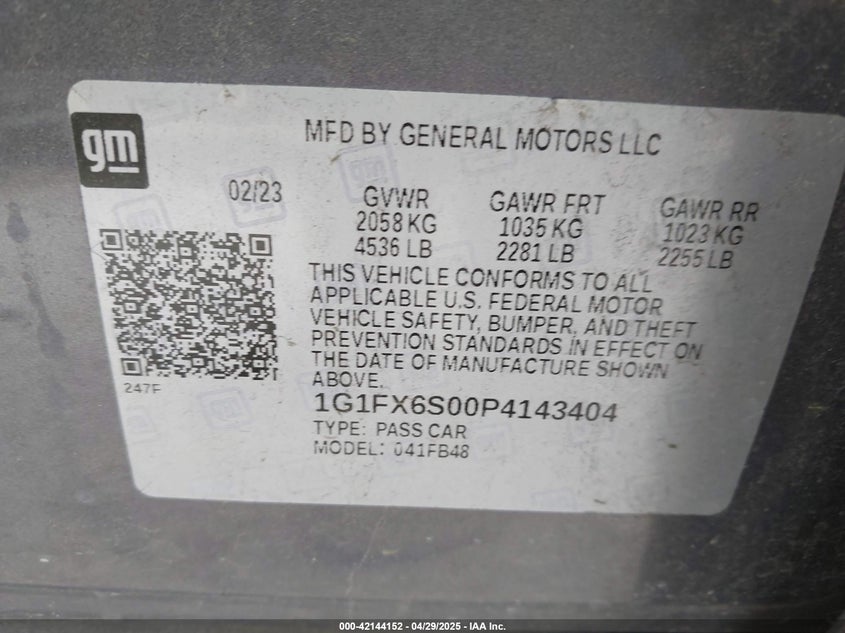 gm
MFD BY GENERAL MOTORS LLC
02/23
GVWR GAWR FRT GAWR RR
2058 KG 1035 KG 1023 KG
4536 LB 2281 LB 2255 LB
THIS VEHICLE CONFORMS TO ALL
APPLICABLE U.S. FEDERAL MOTOR
VEHICLE SAFETY, BUMPER, AND THEFT
PREVENTION STANDARDS IN EFFECT ON
THE DATE OF MANUFACTURE SHOWN
ABOVE.
247F
1G1FX6S00P4143404
TYPE: PASS CAR
MODEL: 041FB48
000-42144152 - 04/29/2025 - IAA Inc.